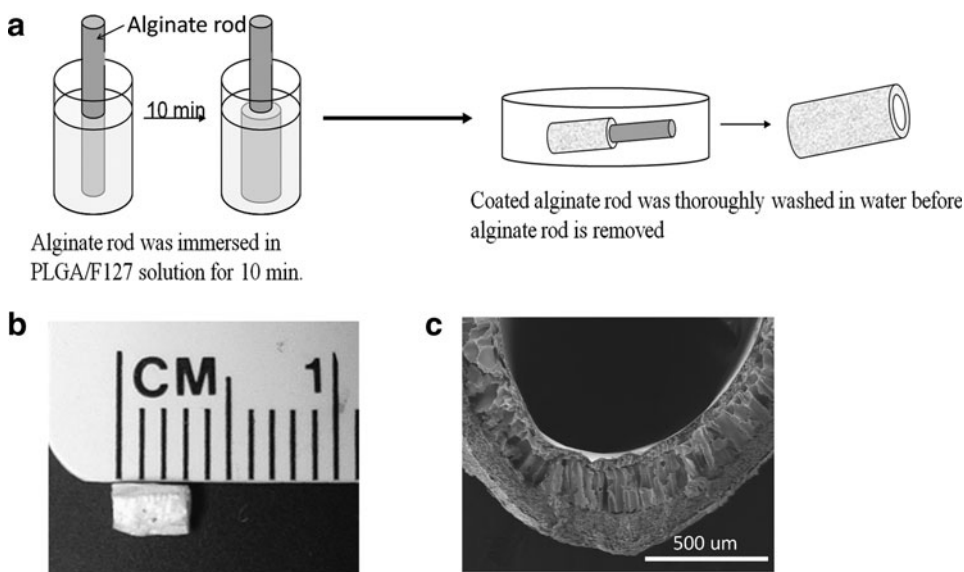 a
Alginate rod
10 min
Alginate rod was immersed in
PLGA/F127 solution for 10 min.
Coated alginate rod was thoroughly washed in water before
alginate rod is removed
b
CM 1
c
500 um